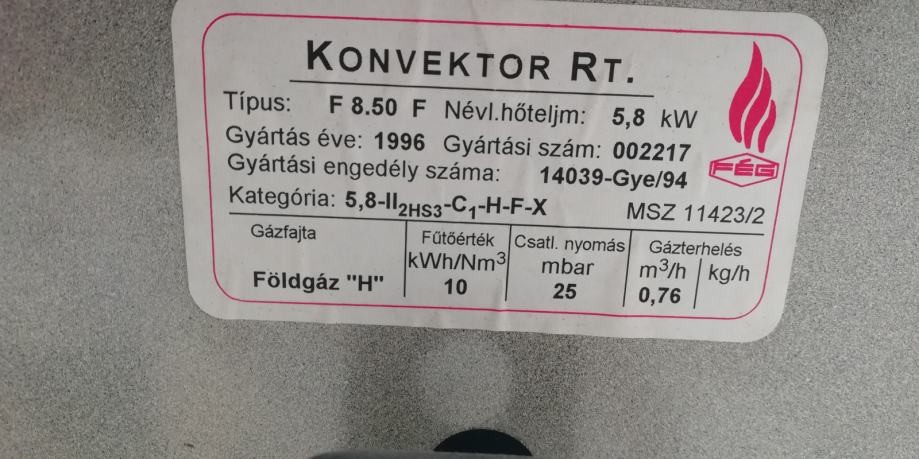 KONVEKTOR RT.
Típus: F 8.50 F Névl.hőteljm: 5,8 kW
Gyártás éve: 1996 Gyártási szám: 002217
Gyártási engedély száma: 14039-Gye/94
FÉG
Kategória: 5,8-II2HS3-C1-H-F-X MSZ 11423/2
Gázfajta Fűtőérték Csatl. nyomás Gázterhelés
kWh/Nm3 mbar m3/h kg/h
Földgáz "H" 10 25 0,76